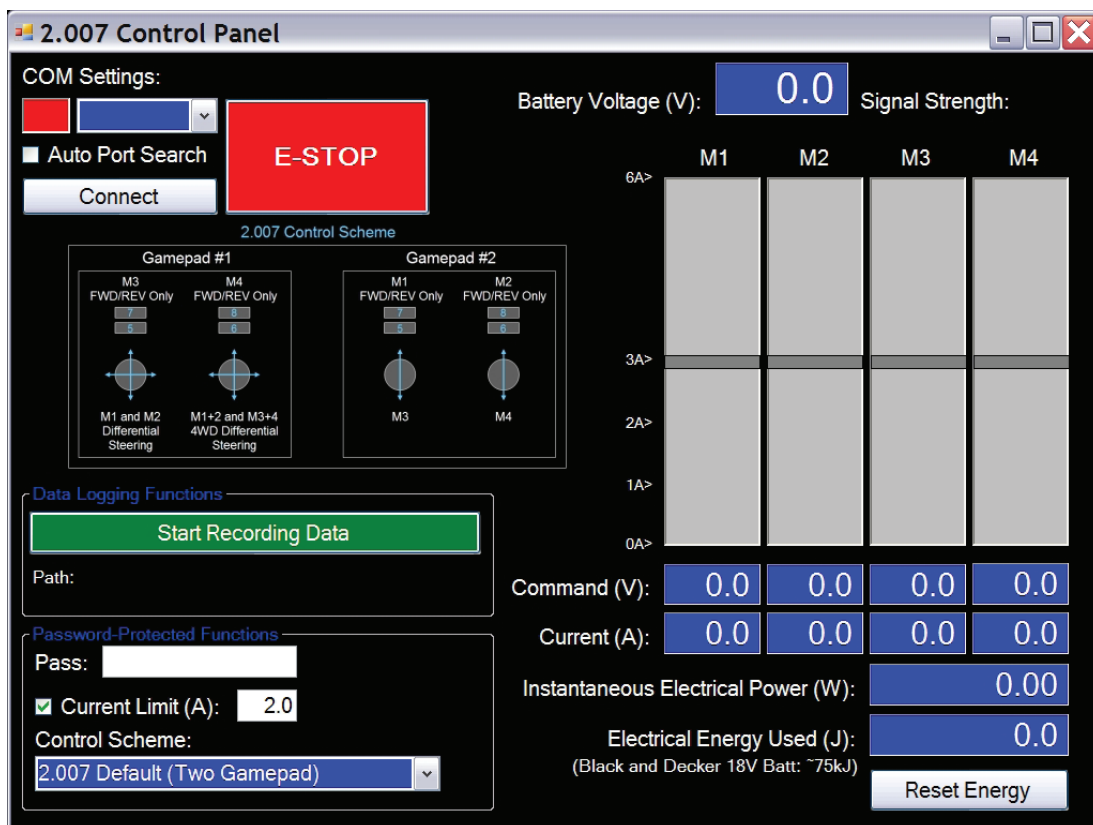 2.007 Control Panel
COM Settings:
Auto Port Search
Connect
E-STOP
Battery Voltage (V): 0.0 Signal Strength:
2.007 Control Scheme
Gamepad #1
M3
FWD/REV Only
7
5
M1 and M2
Differential
Steering
M4
FWD/REV Only
8
6
M1+2 and M3+4
4WD Differential
Steering
Gamepad #2
M1
FWD/REV Only
7
5
M3
M2
FWD/REV Only
8
6
M4
Data Logging Functions
Start Recording Data
Path:
Password-Protected Functions
Pass:
Current Limit (A): 2.0
Control Scheme:
2.007 Default (Two Gamepad)
M1 M2 M3 M4
6A>
3A>
2A>
1A>
0A>
Command (V): 0.0 0.0 0.0 0.0
Current (A): 0.0 0.0 0.0 0.0
Instantaneous Electrical Power (W): 0.00
Electrical Energy Used (J): 0.0
(Black and Decker 18V Batt: ~75kJ)
Reset Energy